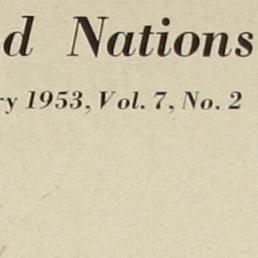 d Nations
ry 1953, Vol. 7, No. 2